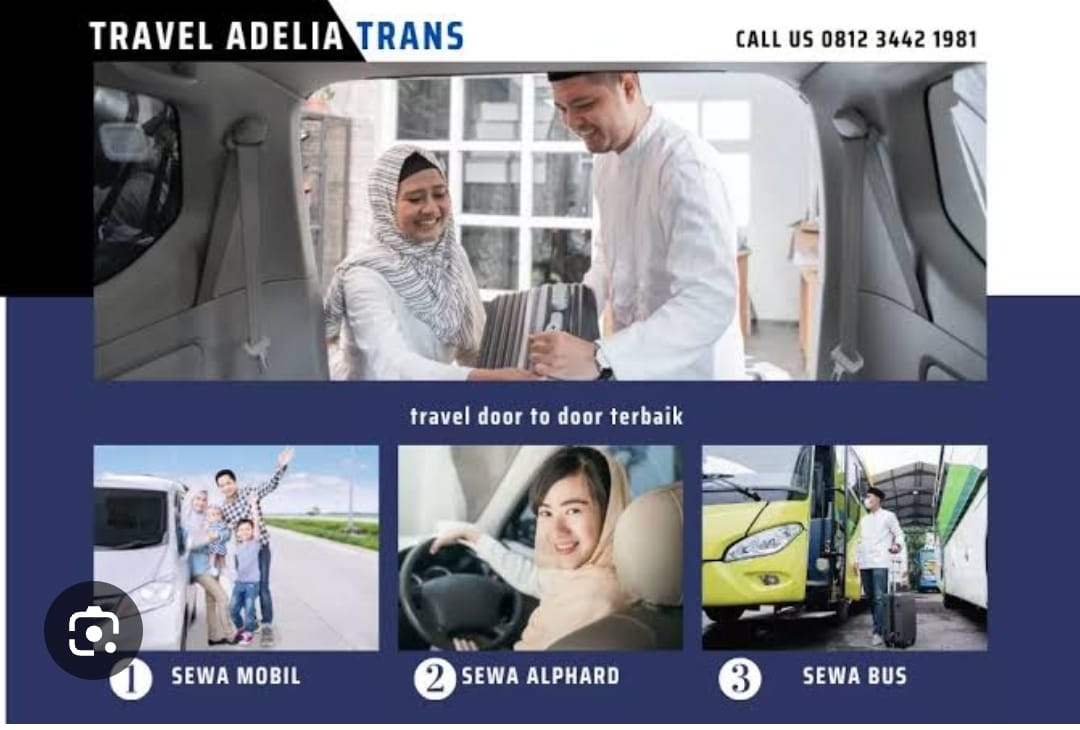 TRAVEL ADELIA TRANS
CALL US 0812 3442 1981
travel door to door terbaik
1 SEWA MOBIL
2 SEWA ALPHARD
3 SEWA BUS